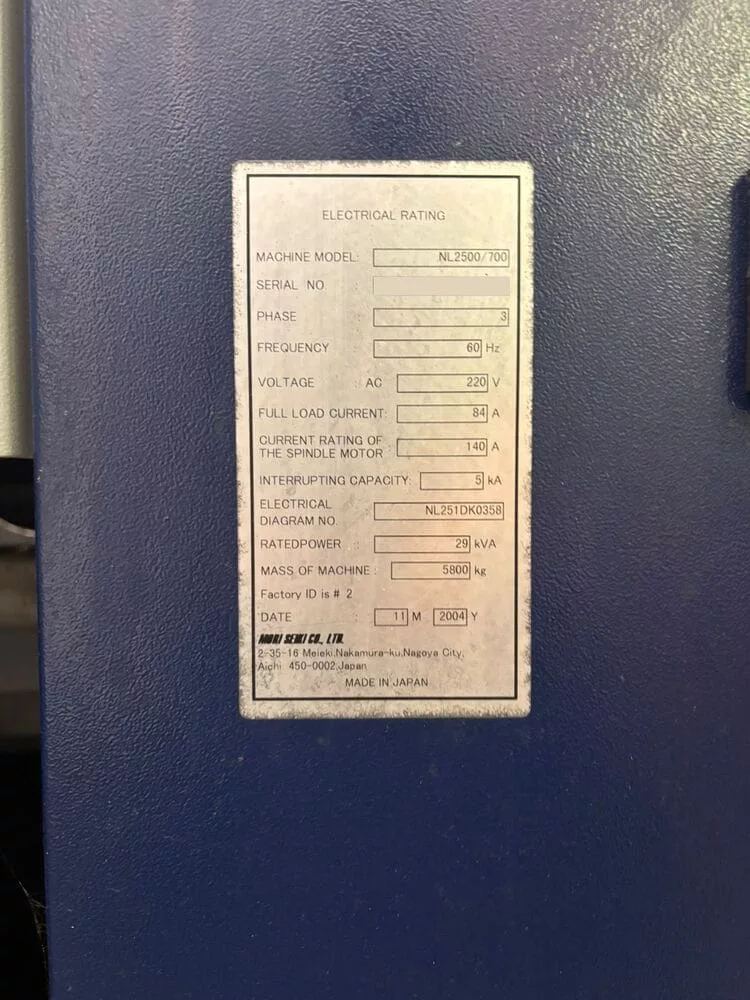 ELECTRICAL RATING
MACHINE MODEL: NL2500/700
SERIAL NO. :
PHASE : 3
FREQUENCY : 60 Hz
VOLTAGE : AC 220 V
FULL LOAD CURRENT: 84 A
CURRENT RATING OF
THE SPINDLE MOTOR : 140 A
INTERRUPTING CAPACITY: 5 kA
ELECTRICAL
DIAGRAM NO. : NL251DK0358
RATEDPOWER : 29 kVA
MASS OF MACHINE : 5800 kg
Factory ID is # 2
DATE : 11 M 2004 Y
MORI SEIKI CO., LTD.
2-35-16 Meieki,Nakamura-ku,Nagoya City,
Aichi 450-0002,Japan
MADE IN JAPAN